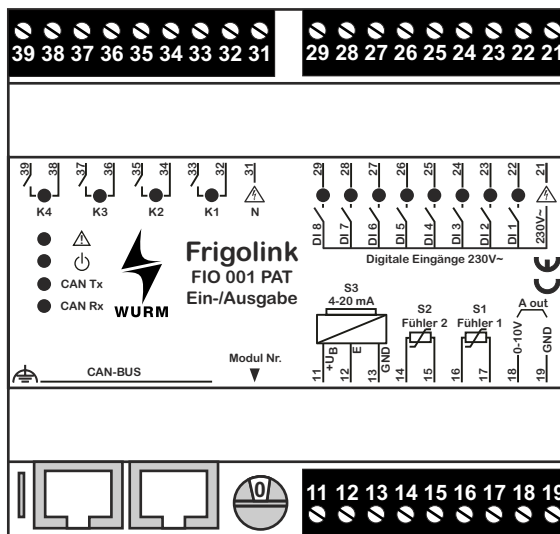 39 38 37 36 35 34 33 32 31
29 28 27 26 25 24 23 22 21
39 38 37 36 35 34 33 32 31
29 28 27 26 25 24 23 22 21
K4 K3 K2 K1 N
DI 8 DI 7 DI 6 DI 5 DI 4 DI 3 DI 2 DI 1 230V~
Digitale Eingänge 230V~
CAN Tx
CAN Rx
WURM
Frigolink
FIO 001 PAT
Ein-/Ausgabe
CE
S3
4-20 mA
S2
Fühler 2
S1
Fühler 1
A out
+UB E GND
0-10V GND
11 12 13 14 15 16 17 18 19
CAN-BUS
Modul Nr.
0
11 12 13 14 15 16 17 18 19